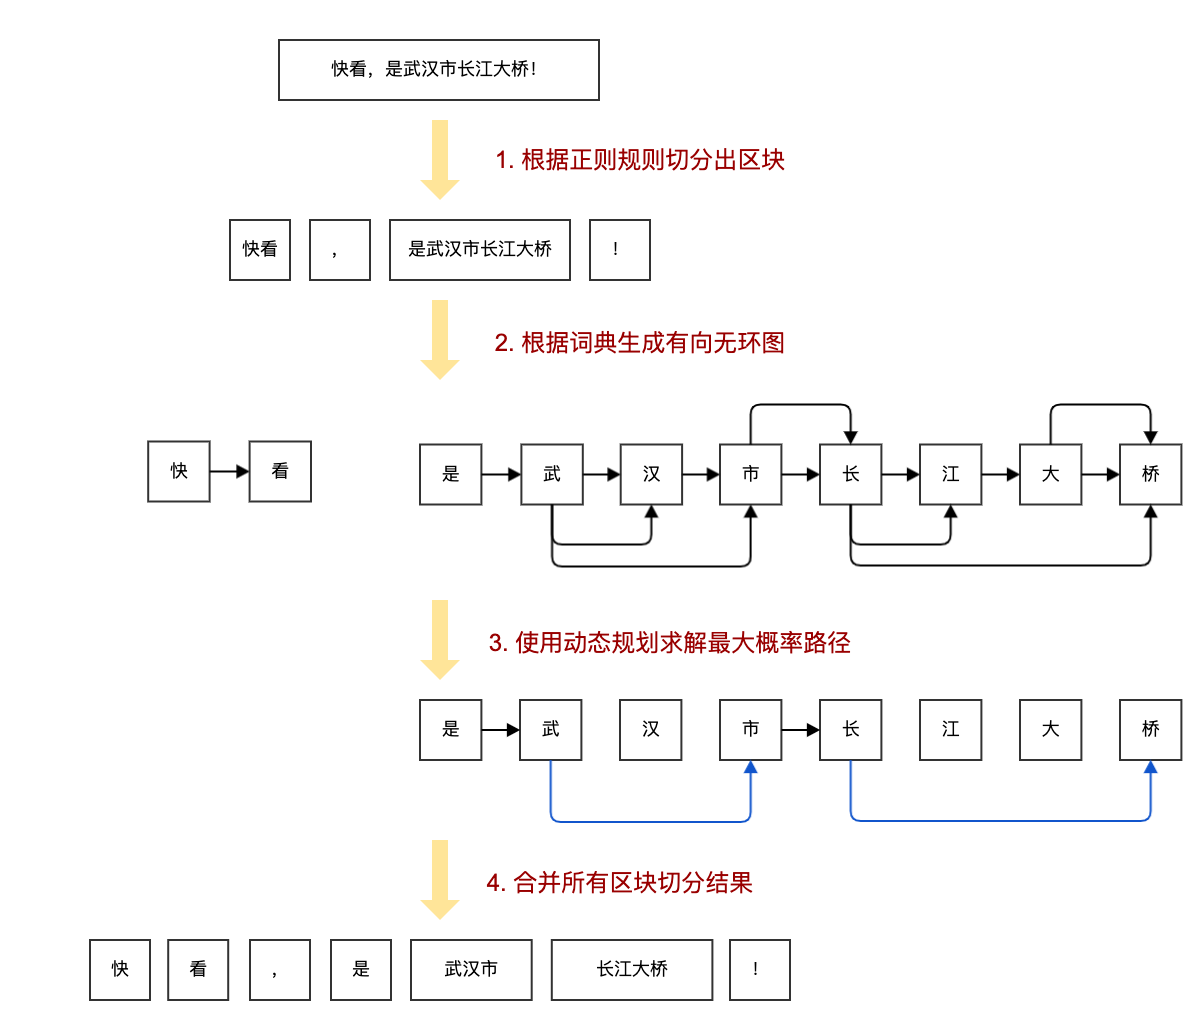 快看，是武汉市长江大桥！
1. 根据正则规则切分出区块
快看 ， 是武汉市长江大桥 ！
2. 根据词典生成有向无环图
快 看 是 武 汉 市 长 江 大 桥
3. 使用动态规划求解最大概率路径
是 武 汉 市 长 江 大 桥
4. 合并所有区块切分结果
快 看 ， 是 武汉市 长江大桥 ！